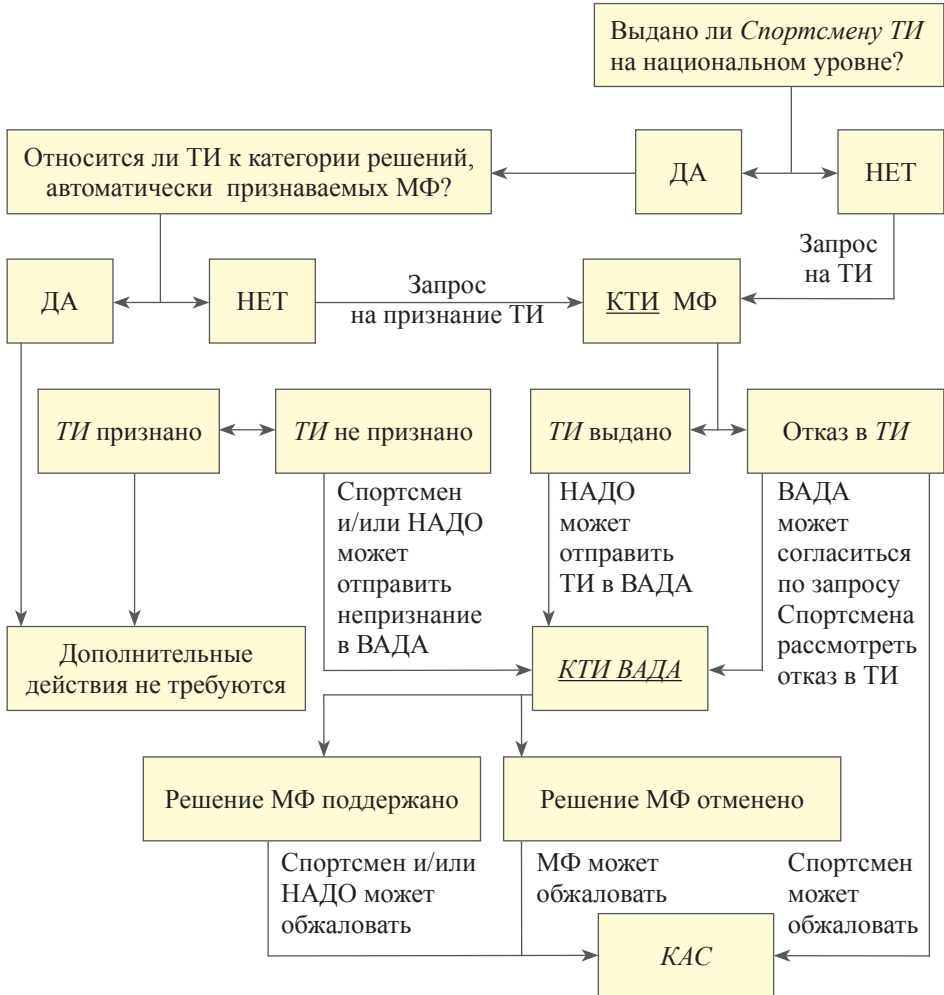 Выдано ли Спортсмену ТИ
на национальном уровне?
Относится ли ТИ к категории решений,
автоматически признаваемых МФ?
ДА
НЕТ
Запрос
на ТИ
ДА
НЕТ
Запрос
на признание ТИ
КТИ МФ
ТИ признано
ТИ не признано
ТИ выдано
Отказ в ТИ
Спортсмен
и/или НАДО
может
отправить
непризнание
в ВАДА
НАДО
может
отправить
ТИ в ВАДА
ВАДА
может
согласиться
по запросу
Спортсмена
рассмотреть
отказ в ТИ
Дополнительные
действия не требуются
КТИ ВАДА
Решение МФ поддержано
Решение МФ отменено
Спортсмен и/или
НАДО может
обжаловать
МФ может
обжаловать
Спортсмен
может
обжаловать
КАС